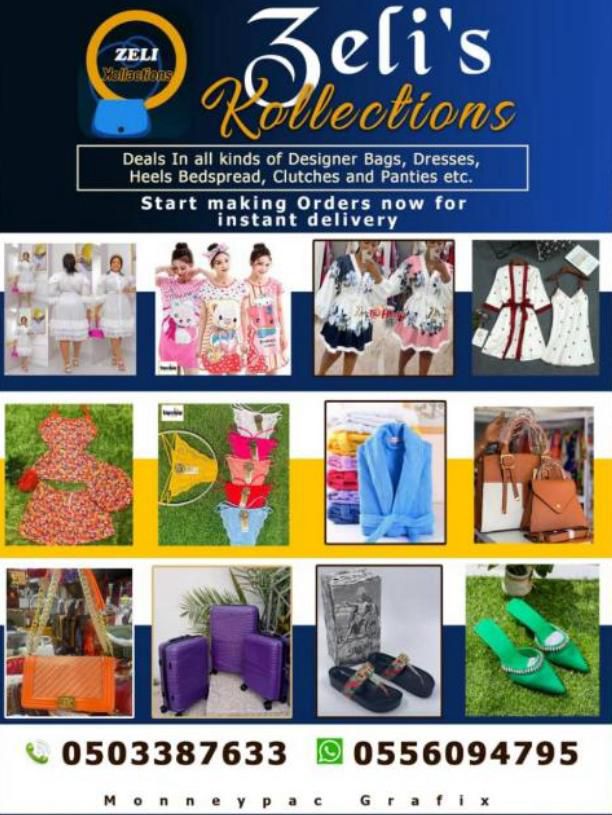 ZELI
Kollactions
Zeli's
Kollections
Deals In all kinds of Designer Bags, Dresses,
Heels Bedspread, Clutches and Panties etc.
Start making Orders now for
instant delivery
0503387633
0556094795
Monneypac Grafix